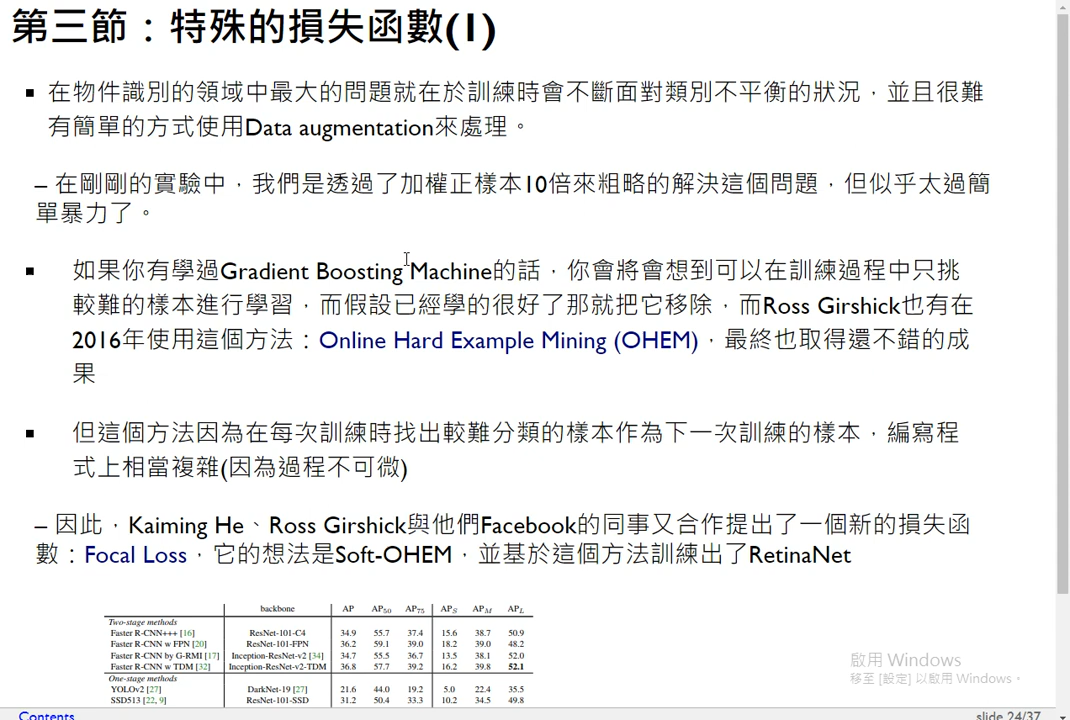 第三節：特殊的損失函數(1)
▪ 在物件識別的領域中最大的問題就在於訓練時會不斷面對類別不平衡的狀況，並且很難
有簡單的方式使用Data augmentation來處理。
– 在剛剛的實驗中，我們是透過了加權正樣本10倍來粗略的解決這個問題，但似乎太過簡
單暴力了。
▪ 如果你有學過Gradient Boosting Machine的話，你會將會想到可以在訓練過程中只挑
較難的樣本進行學習，而假設已經學的很好了那就把它移除，而Ross Girshick也有在
2016年使用這個方法：Online Hard Example Mining (OHEM)，最終也取得還不錯的成
果
▪ 但這個方法因為在每次訓練時找出較難分類的樣本作為下一次訓練的樣本，編寫程
式上相當複雜(因為過程不可微)
– 因此，Kaiming He、Ross Girshick與他們Facebook的同事又合作提出了一個新的損失函
數：Focal Loss，它的想法是Soft-OHEM，並基於這個方法訓練出了RetinaNet
backbone AP AP50 AP75 APS APM APL
Two-stage methods
Faster R-CNN+++ [16] ResNet-101-C4 34.9 55.7 37.4 15.6 38.7 50.9
Faster R-CNN w FPN [20] ResNet-101-FPN 36.2 59.1 39.0 18.2 39.0 48.2
Faster R-CNN by G-RMI [17] Inception-ResNet-v2 [34] 34.7 55.5 36.7 13.5 38.1 52.0
Faster R-CNN w TDM [32] Inception-ResNet-v2-TDM 36.8 57.7 39.2 16.2 39.8 52.1
One-stage methods
YOLOv2 [27] DarkNet-19 [27] 21.6 44.0 19.2 5.0 22.4 35.5
SSD513 [22, 9] ResNet-101-SSD 31.2 50.4 33.3 10.2 34.5 49.8
啟用 Windows
移至 [設定] 以啟用 Windows。
Contents
slide 24/37